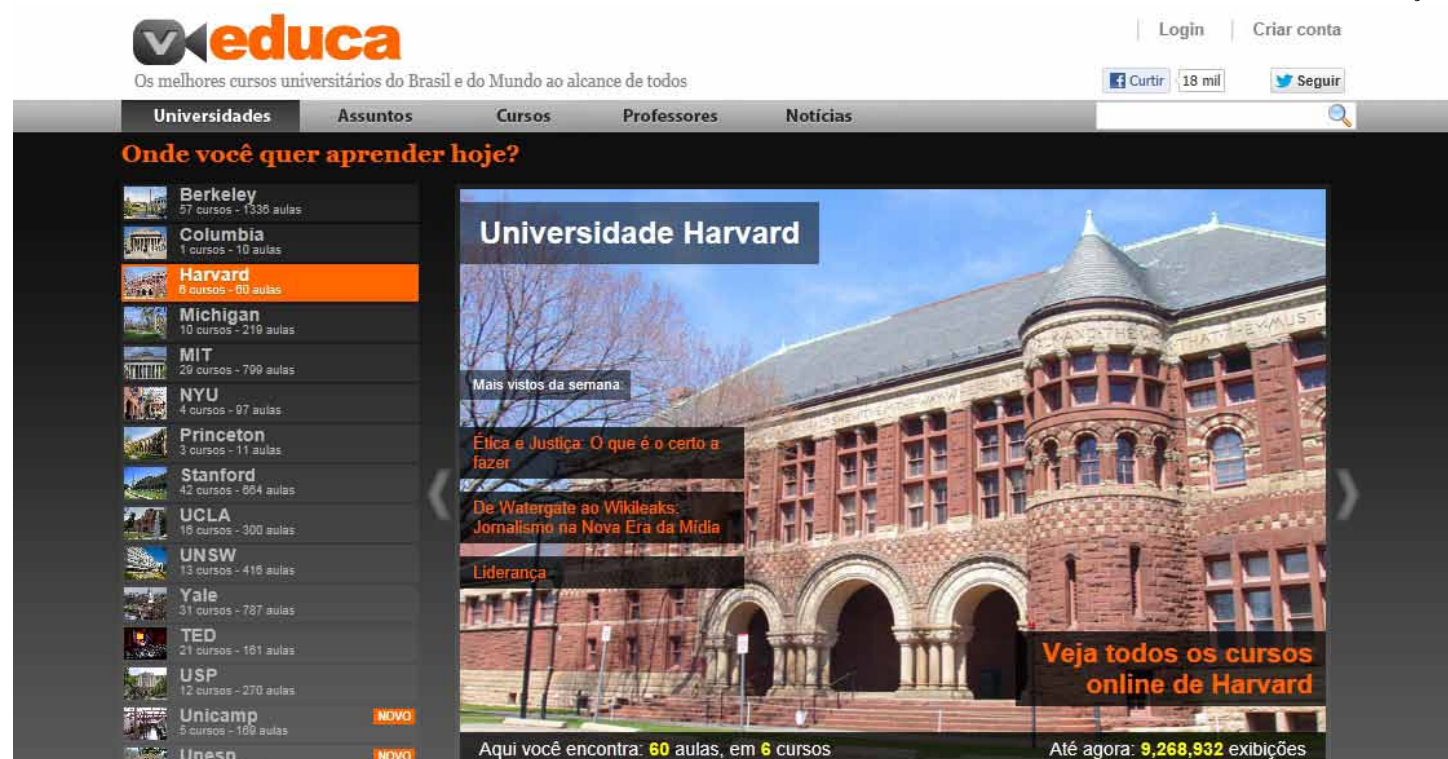 veduca
Login
Criar conta
Os melhores cursos universitários do Brasil e do Mundo ao alcance de todos
Curtir
18 mil
Seguir
Universidades
Assuntos
Cursos
Professores
Notícias
Onde você quer aprender hoje?
Berkeley
57 cursos - 1336 aulas
Columbia
1 cursos - 10 aulas
Harvard
6 cursos - 60 aulas
Michigan
10 cursos - 219 aulas
MIT
29 cursos - 799 aulas
NYU
4 cursos - 97 aulas
Princeton
3 cursos - 11 aulas
Stanford
42 cursos - 664 aulas
UCLA
16 cursos - 300 aulas
UNSW
13 cursos - 416 aulas
Yale
31 cursos - 787 aulas
TED
21 cursos - 161 aulas
USP
12 cursos - 270 aulas
Unicamp
NOVO
5 cursos - 169 aulas
Unesp
NOVO
Universidade Harvard
Mais vistos da semana:
Ética e Justiça: O que é o certo a
fazer
De Watergate ao Wikileaks:
Jornalismo na Nova Era da Mídia
Liderança
Veja todos os cursos
online de Harvard
Aqui você encontra: 60 aulas, em 6 cursos
Até agora: 9,268,932 exibições